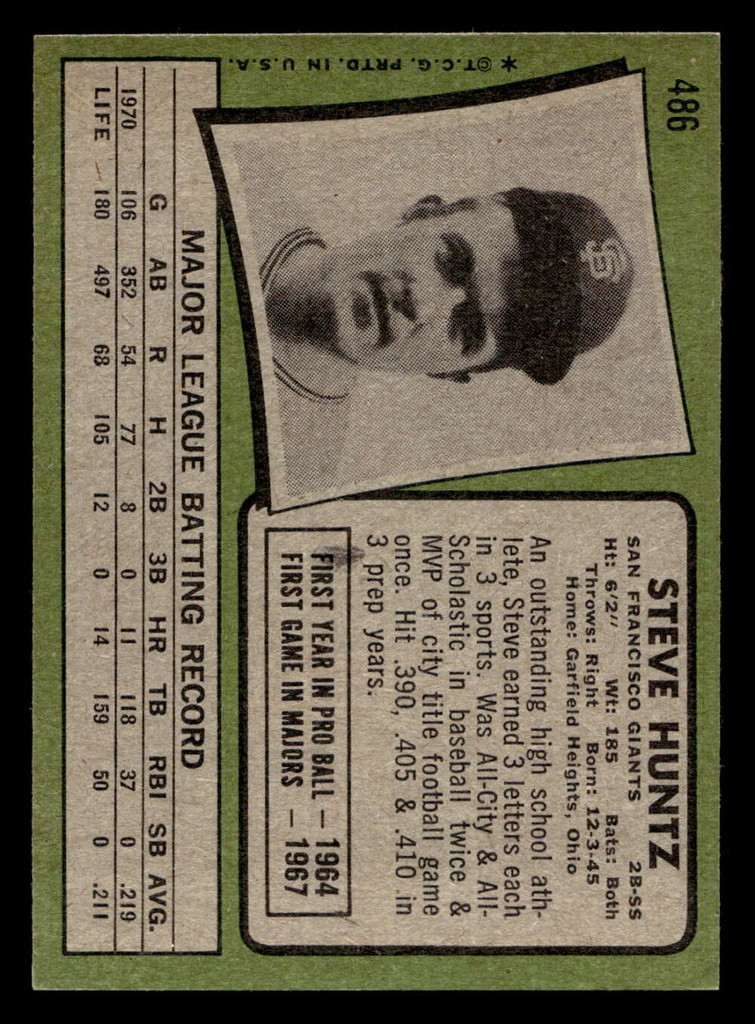 486
STEVE HUNTZ
SAN FRANCISCO GIANTS 2B-SS
Ht: 6'2" Wt: 185 Bats: Both
Throws: Right Born: 12-3-45
Home: Garfield Heights, Ohio
An outstanding high school ath-
lete, Steve earned 3 letters each
in 3 sports. Was All-City & All-
Scholastic in baseball twice &
MVP of city title football game
once. Hit .390, .405 & .410 in
3 prep years.
FIRST YEAR IN PRO BALL — 1964
FIRST GAME IN MAJORS — 1967
MAJOR LEAGUE BATTING RECORD
G AB R H 2B 3B HR TB RBI SB AVG.
1970 106 352 54 77 8 0 11 118 37 0 .219
LIFE 180 497 68 105 12 0 14 159 50 0 .211
* ©T.C.G. PRTD. IN U.S.A.
SF